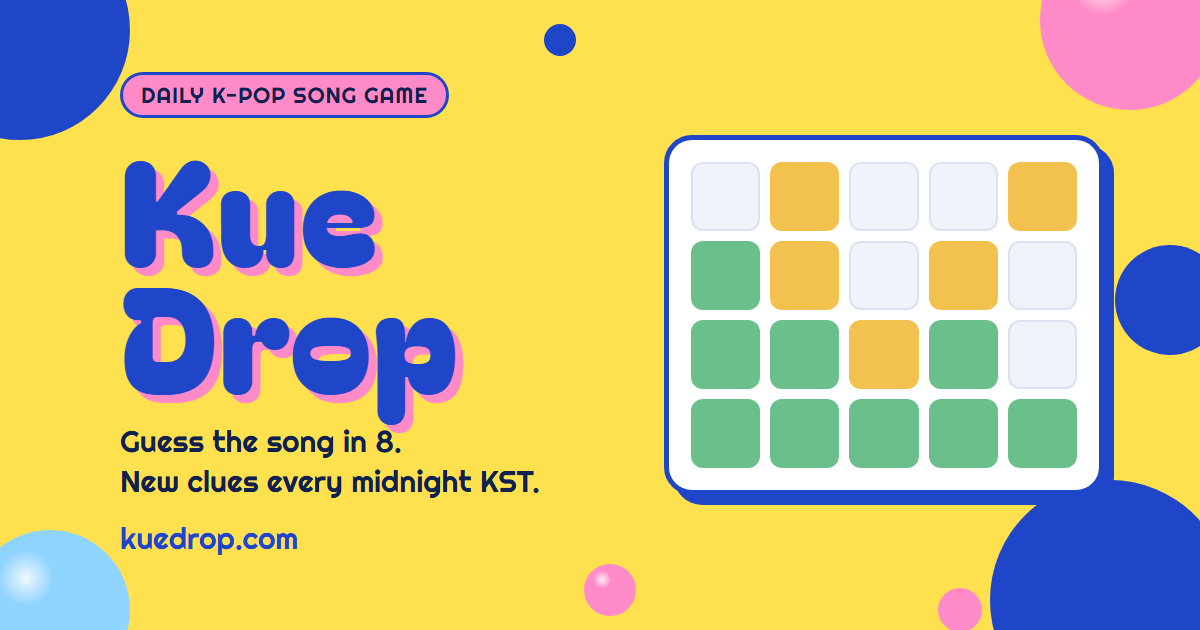 DAILY K-POP SONG GAME
Kue
Drop
Guess the song in 8.
New clues every midnight KST.
kuedrop.com